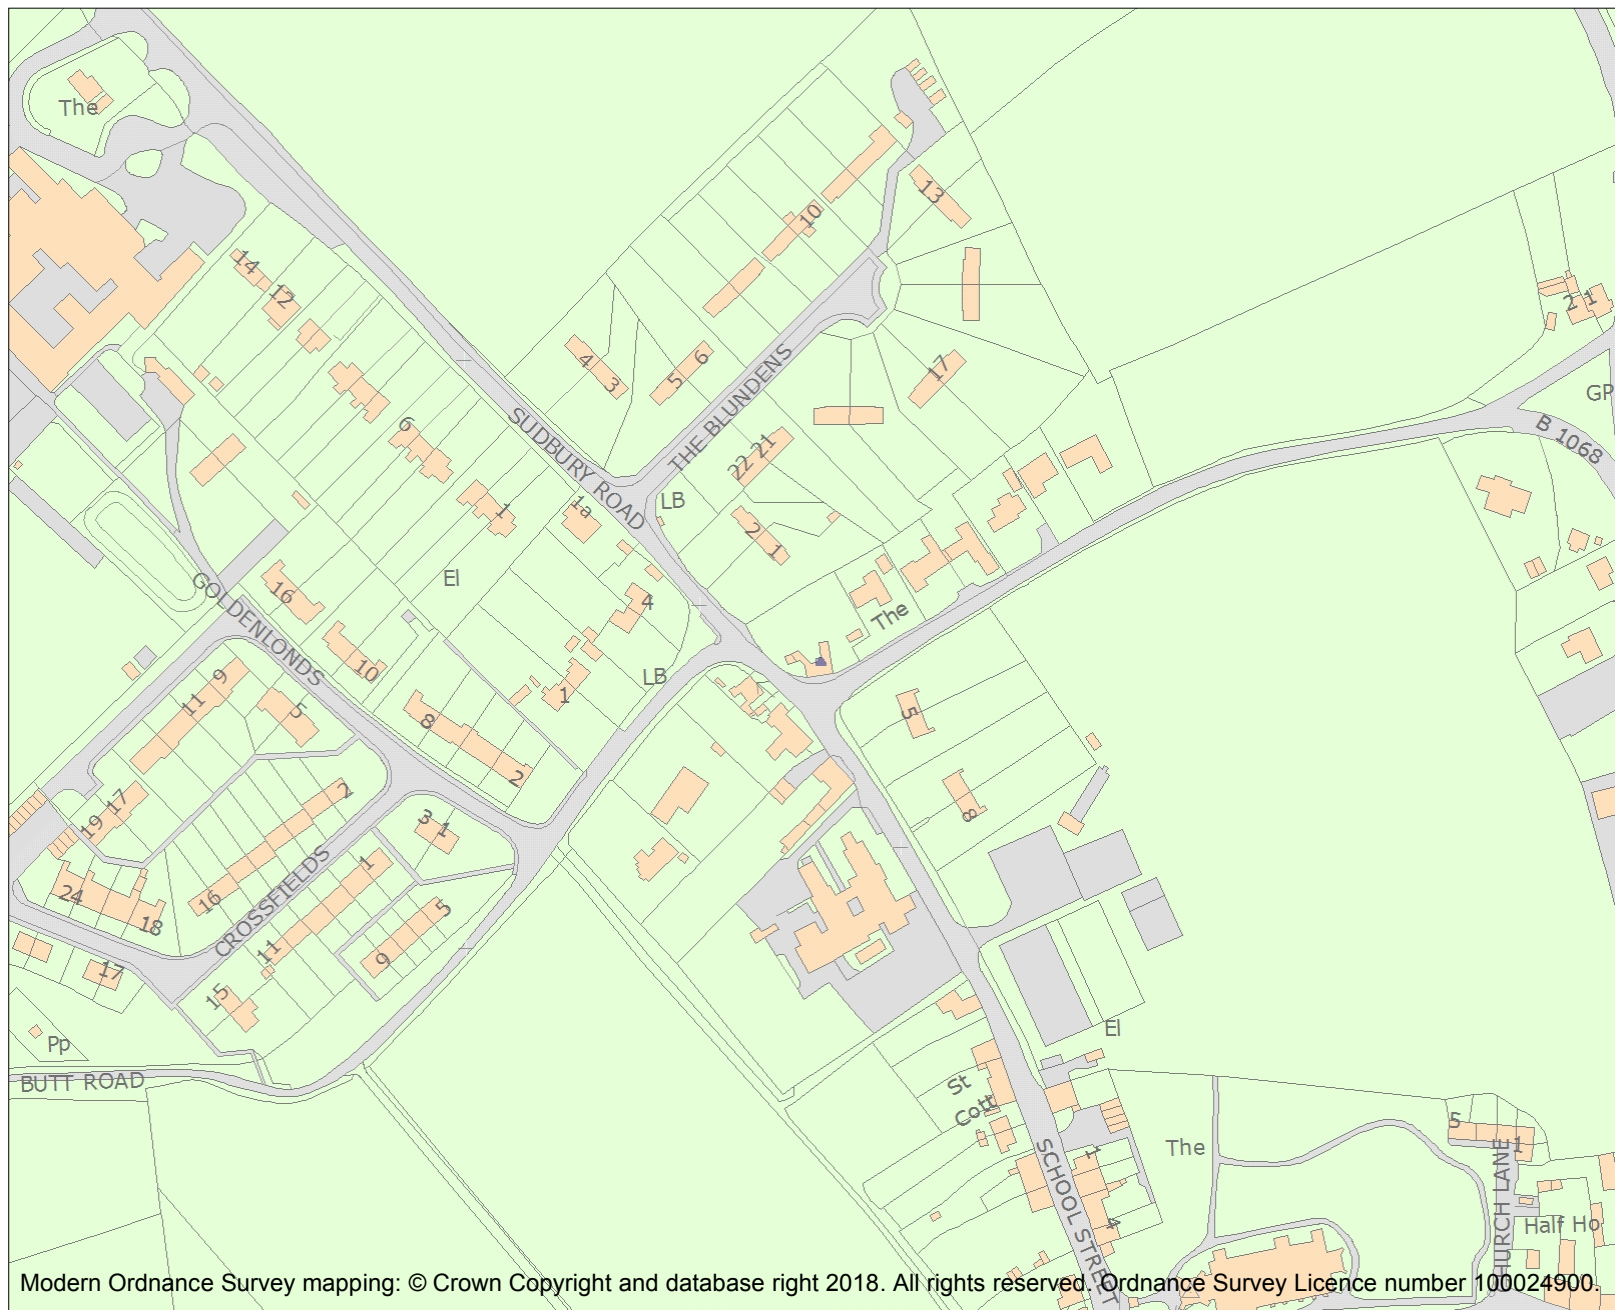 The
14
12
6
1
1a
SUDBURY ROAD
THE BLUNDENS
4
3
5
6
10
13
17
22 21
2
1
LB
El
4
1
LB
The
2 1
GP
B 1068
GOLDENLONDS
16
10
8
2
9
11
5
17
19
2
16
24
18
17
15
3 1
1
11
5
9
CROSSFIELDS
Pp
BUTT ROAD
5
8
El
St
Cott
The
1
4
SCHOOL STREET
5
1
CHURCH LANE
Half Ho
Modern Ordnance Survey mapping: © Crown Copyright and database right 2018. All rights reserved. Ordnance Survey Licence number 100024900.